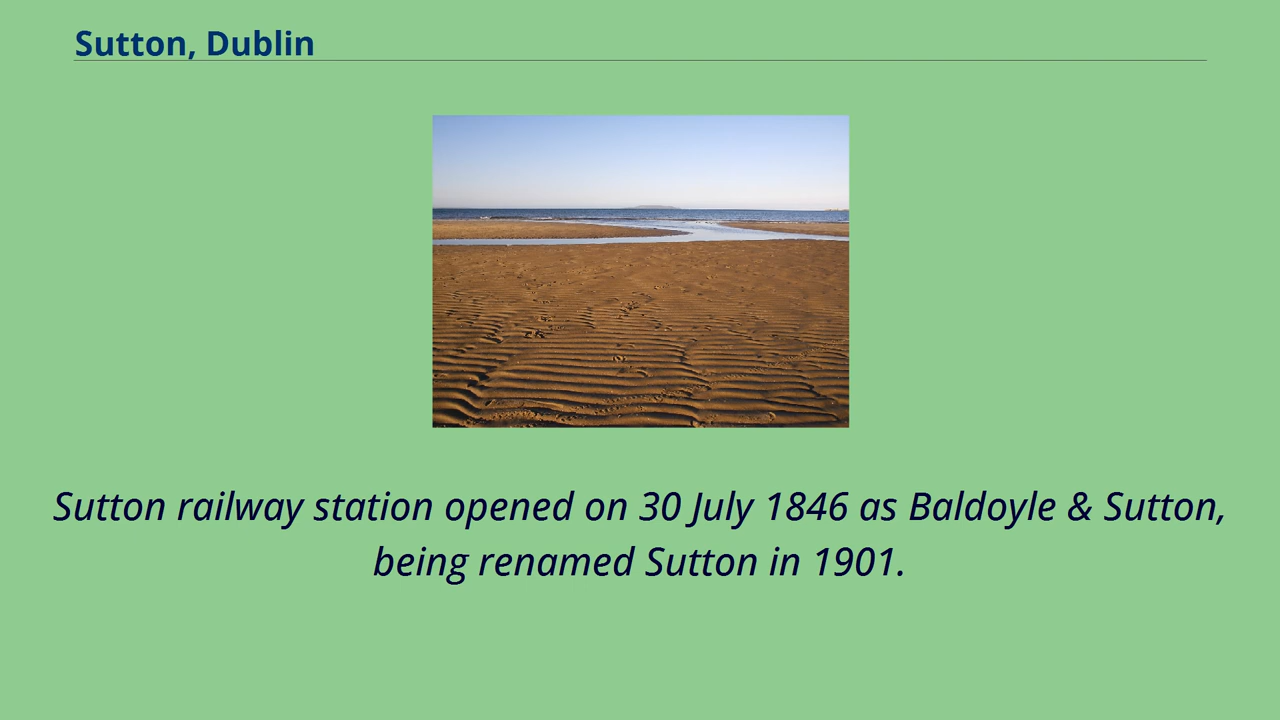 Sutton, Dublin
Sutton railway station opened on 30 July 1846 as Baldoyle & Sutton,
being renamed Sutton in 1901.